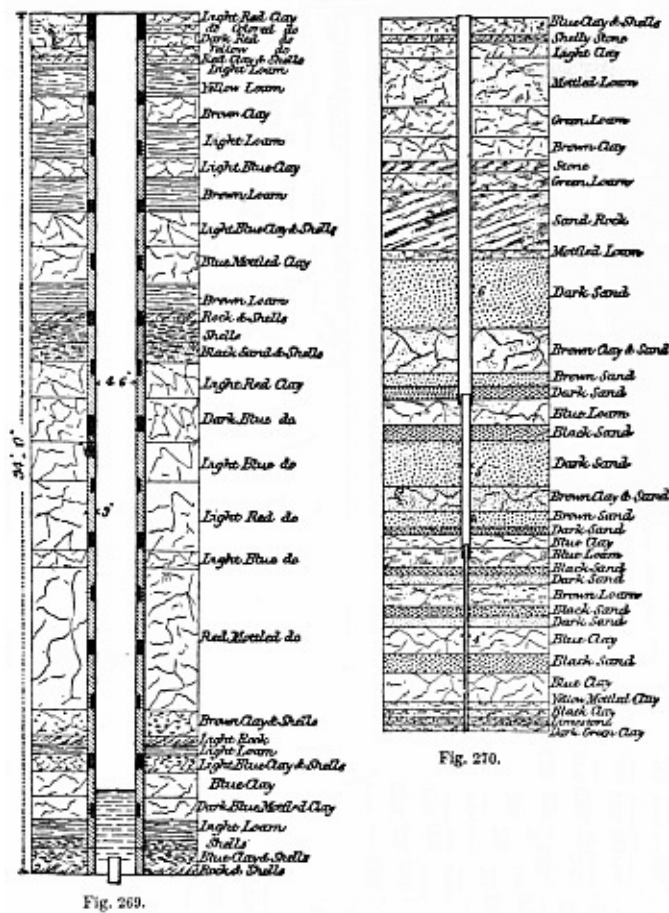 Light Red Clay
do Colored do
Dark Red do
Yellow do
Red Clay & Shells
Light Loam
Yellow Loam
Brown Clay
Light Loam
Light Blue Clay
Brown Loam
Light Blue Clay & Shells
Blue Mottled Clay
Brown Loam
Rock & Shells
Shells
Black Sand & Shells
4' 6"
Light Red Clay
Dark Blue do
Light Blue do
9"
Light Red do
Light Blue do
Red Mottled do
Brown Clay & Shells
Light Rock
Light Loam
Light Blue Clay & Shells
Blue Clay
Dark Blue Mottled Clay
Light Loam
Shells
Blue Clay & Shells
Rock & Shells
Fig. 269.
Blue Clay & Shells
Shelly Stone
Light Clay
Mottled Loam
Green Loam
Brown Clay
Stone
Green Loam
Sand Rock
Mottled Loam
6
Dark Sand
Brown Clay & Sand
Brown Sand
Dark Sand
Blue Loam
Black Sand
Dark Sand
Brown Clay & Sand
Brown Sand
Dark Sand
Blue Clay
Blue Loam
Black Sand
Dark Sand
Brown Loam
Black Sand
Dark Sand
4
Blue Clay
Black Sand
Blue Clay
Yellow Mottled Clay
Black Clay
Limestone
Dark Green Clay
Fig. 270.